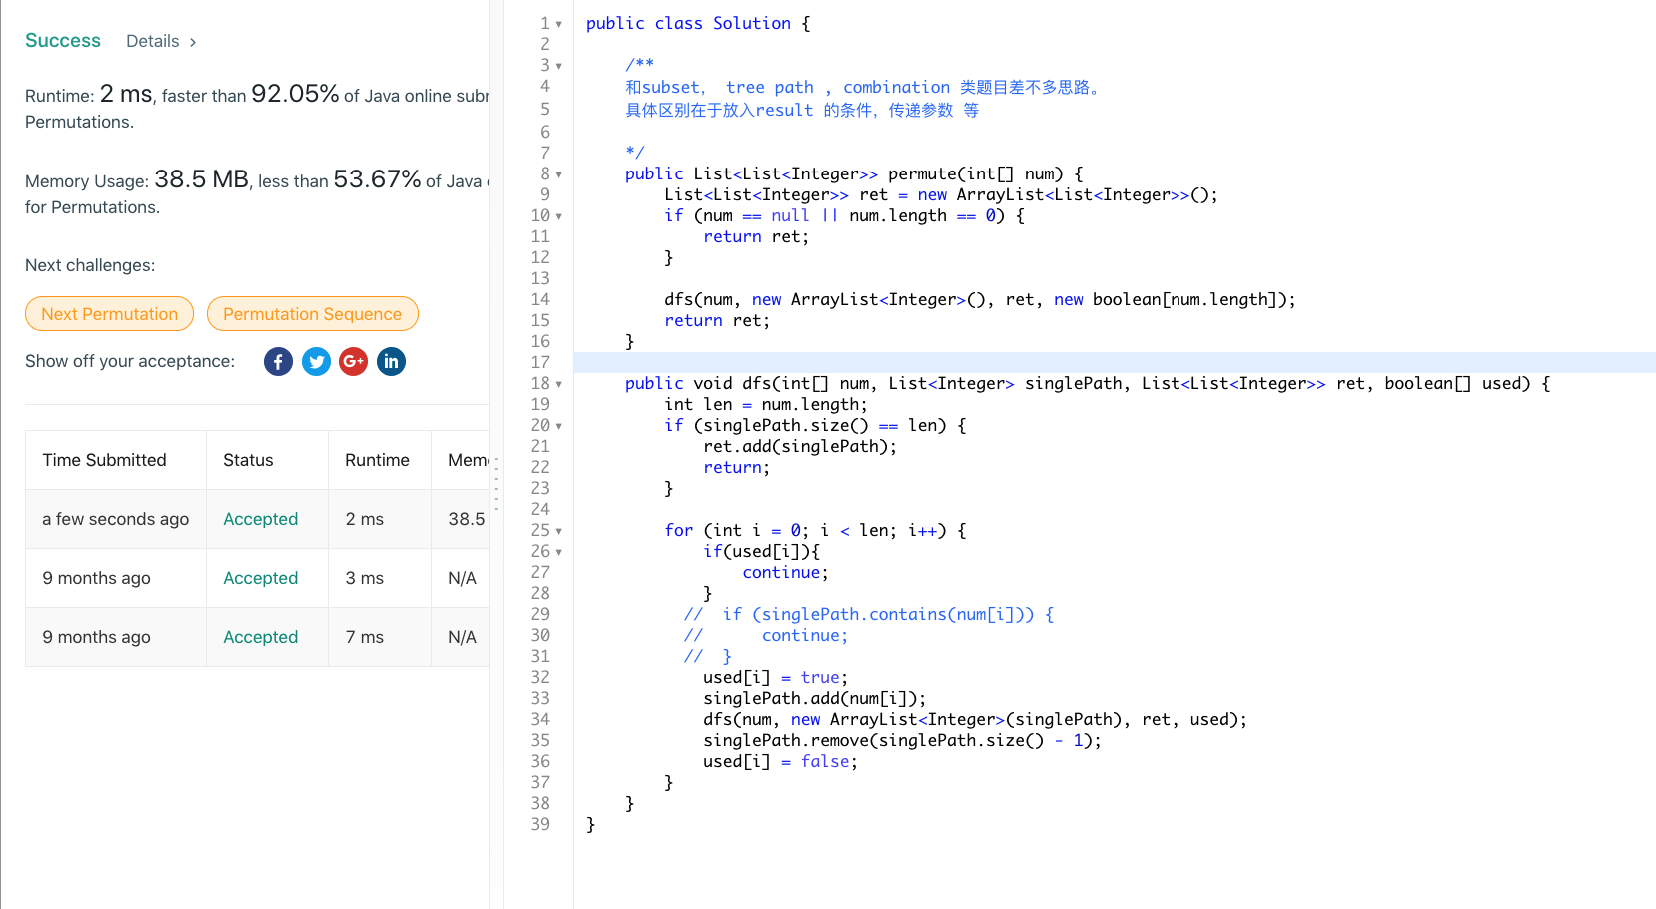 Success Details >
Runtime: 2 ms, faster than 92.05% of Java online subm
Permutations.
Memory Usage: 38.5 MB, less than 53.67% of Java
for Permutations.
Next challenges:
Next Permutation Permutation Sequence
Show off your acceptance: f G+ in
Time Submitted Status Runtime Mem
a few seconds ago Accepted 2 ms 38.5
9 months ago Accepted 3 ms N/A
9 months ago Accepted 7 ms N/A
1 public class Solution {
2
3 /**
4 和subset， tree path , combination 类题目差不多思路。
5 具体区别在于放入result 的条件，传递参数 等
6
7 */
8 public List<List<Integer>> permute(int[] num) {
9 List<List<Integer>> ret = new ArrayList<List<Integer>>();
10 if (num == null || num.length == 0) {
11 return ret;
12 }
13
14 dfs(num, new ArrayList<Integer>(), ret, new boolean[num.length]);
15 return ret;
16 }
17
18 public void dfs(int[] num, List<Integer> singlePath, List<List<Integer>> ret, boolean[] used) {
19 int len = num.length;
20 if (singlePath.size() == len) {
21 ret.add(singlePath);
22 return;
23 }
24
25 for (int i = 0; i < len; i++) {
26 if(used[i]){
27 continue;
28 }
29 // if (singlePath.contains(num[i])) {
30 // continue;
31 // }
32 used[i] = true;
33 singlePath.add(num[i]);
34 dfs(num, new ArrayList<Integer>(singlePath), ret, used);
35 singlePath.remove(singlePath.size() - 1);
36 used[i] = false;
37 }
38 }
39 }